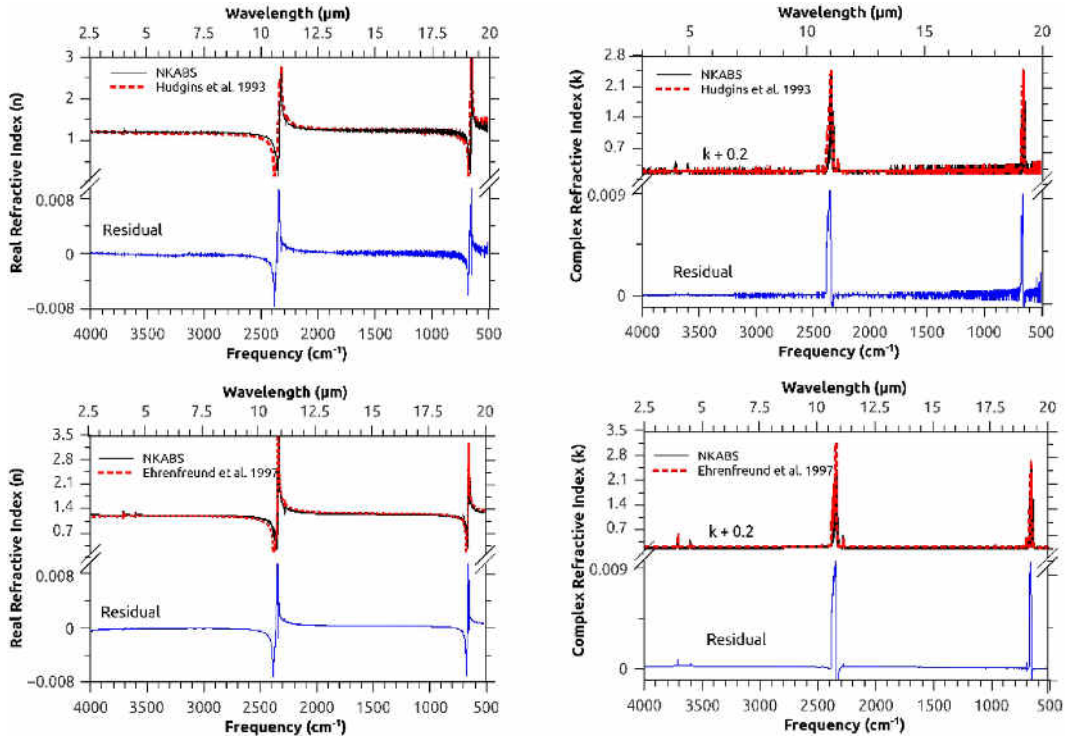 Wavelength (µm)
2.5 5 7.5 10 12.5 15 17.5 20
Real Refractive Index (n)
3
2
1
NKABS
Hudgins et al. 1993
0.008
0
−0.008
Residual
4000 3500 3000 2500 2000 1500 1000 500
Frequency (cm⁻¹)
Wavelength (µm)
5 10 15 20
Complex Refractive Index (k)
2.8
2.1
1.4
0.7
NKABS
Hudgins et al. 1993
k + 0.2
0.009
0
Residual
4000 3500 3000 2500 2000 1500 1000 500
Frequency (cm⁻¹)
Wavelength (µm)
2.5 5 7.5 10 12.5 15 17.5 20
Real Refractive Index (n)
3.5
2.8
2.1
1.4
0.7
NKABS
Ehrenfreund et al. 1997
0.008
0
−0.008
Residual
4000 3500 3000 2500 2000 1500 1000 500
Frequency (cm⁻¹)
Wavelength (µm)
2.5 5 7.5 10 12.5 15 17.5 20
Complex Refractive Index (k)
3.5
2.8
2.1
1.4
0.7
NKABS
Ehrenfreund et al. 1997
k + 0.2
0.009
0
Residual
4000 3500 3000 2500 2000 1500 1000 500
Frequency (cm⁻¹)